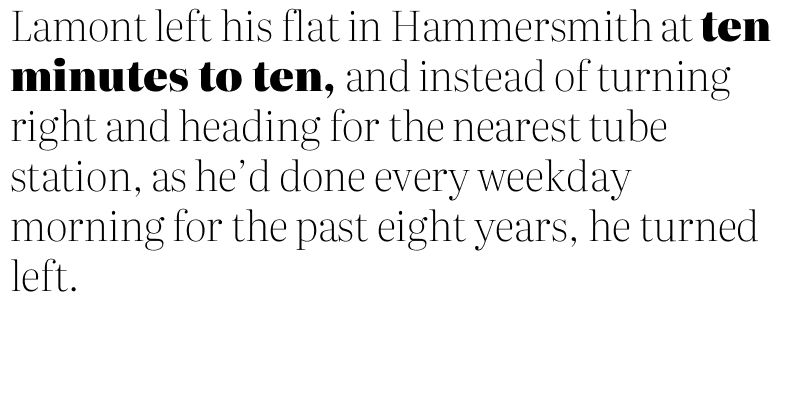 Lamont left his flat in Hammersmith at ten
minutes to ten, and instead of turning
right and heading for the nearest tube
station, as he’d done every weekday
morning for the past eight years, he turned
left.